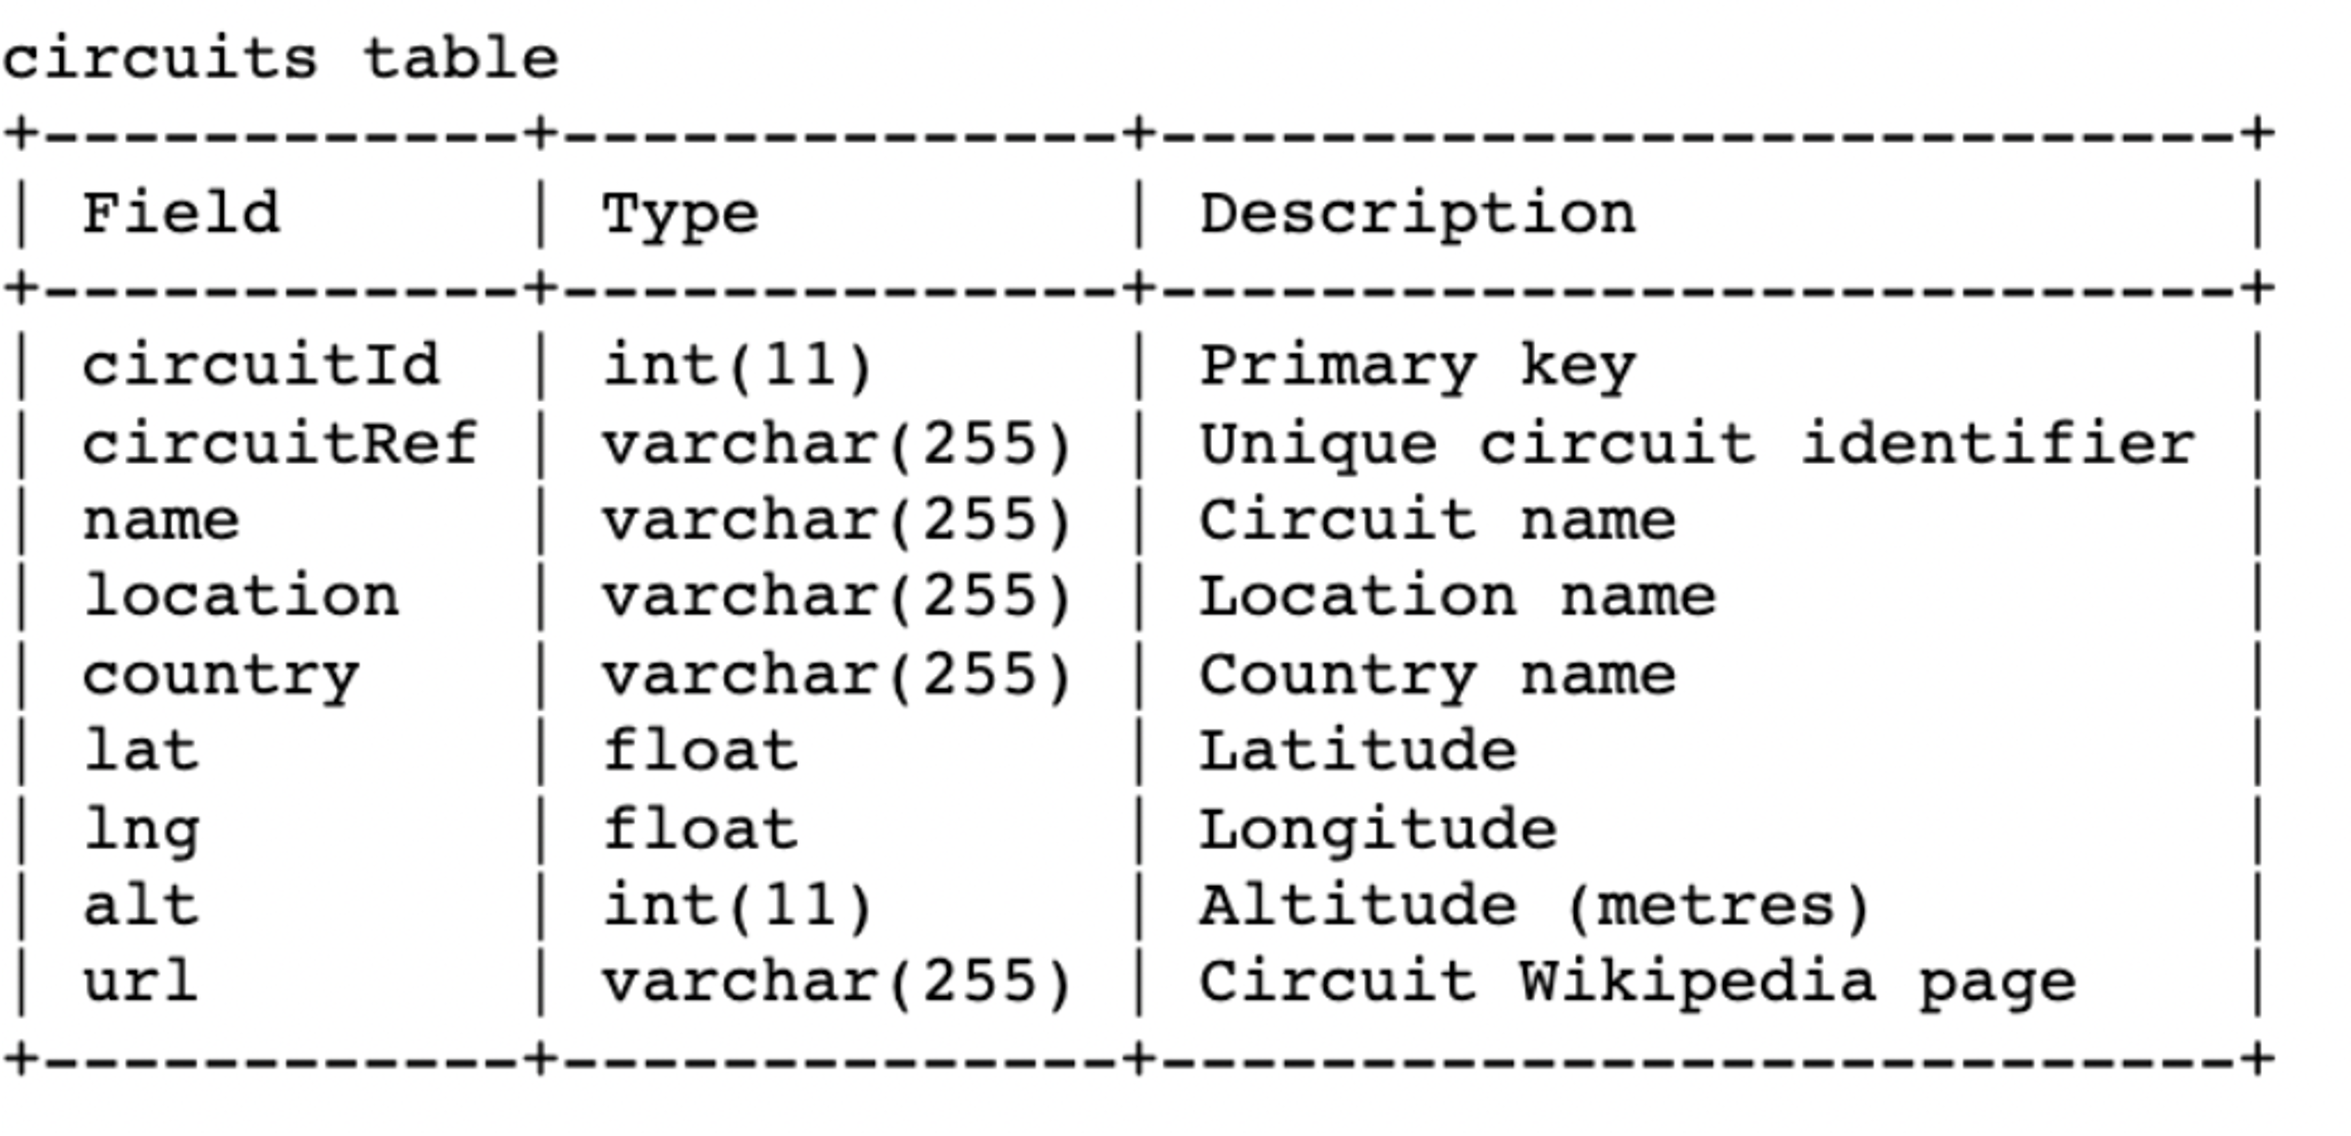 circuits table
+------------+--------------+---------------------------+
| Field      | Type         | Description               |
+------------+--------------+---------------------------+
| circuitId  | int(11)      | Primary key               |
| circuitRef | varchar(255) | Unique circuit identifier |
| name       | varchar(255) | Circuit name              |
| location   | varchar(255) | Location name             |
| country    | varchar(255) | Country name              |
| lat        | float        | Latitude                  |
| lng        | float        | Longitude                 |
| alt        | int(11)      | Altitude (metres)         |
| url        | varchar(255) | Circuit Wikipedia page    |
+------------+--------------+---------------------------+